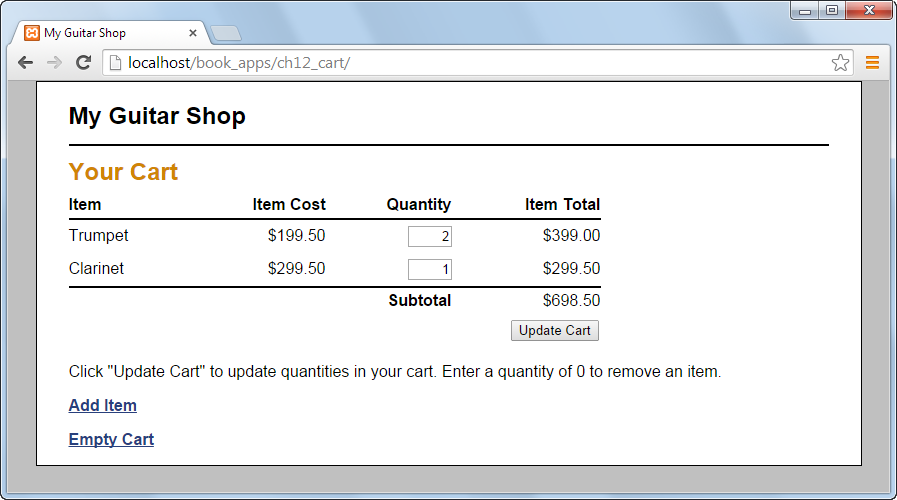 My Guitar Shop
localhost/book_apps/ch12_cart/
My Guitar Shop
Your Cart
Item Item Cost Quantity Item Total
Trumpet $199.50 2 $399.00
Clarinet $299.50 1 $299.50
Subtotal $698.50
Update Cart
Click "Update Cart" to update quantities in your cart. Enter a quantity of 0 to remove an item.
Add Item
Empty Cart